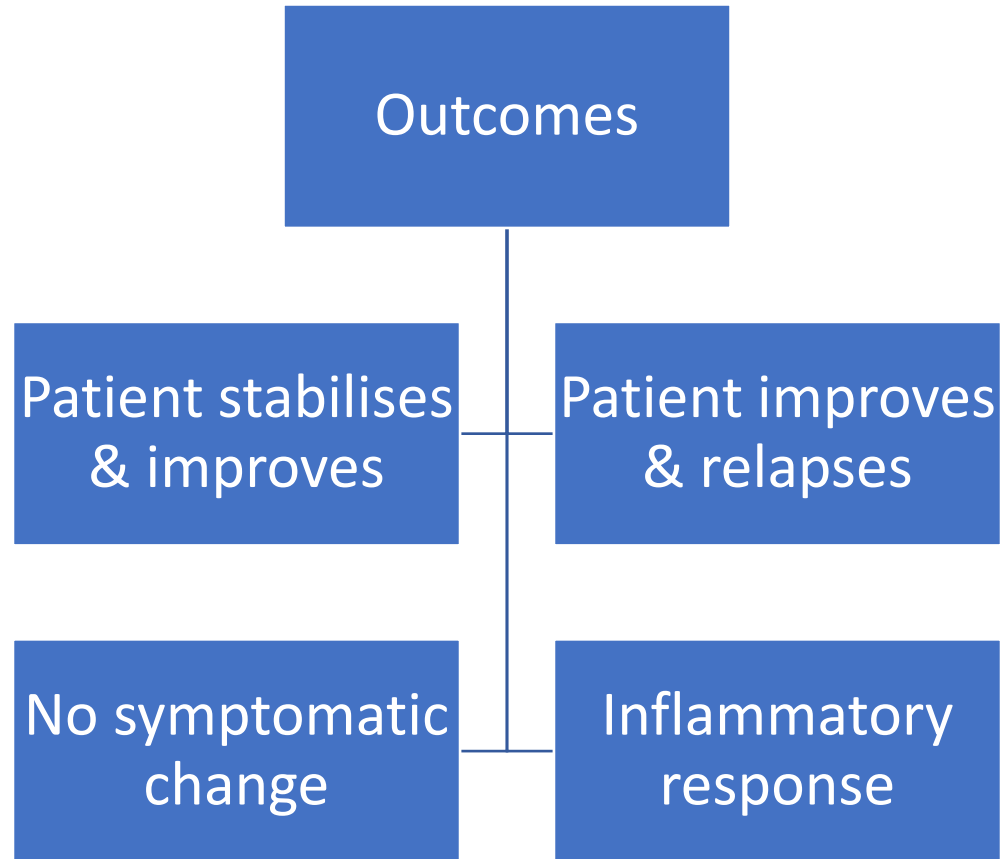 Outcomes
Patient stabilises
& improves
Patient improves
& relapses
No symptomatic
change
Inflammatory
response